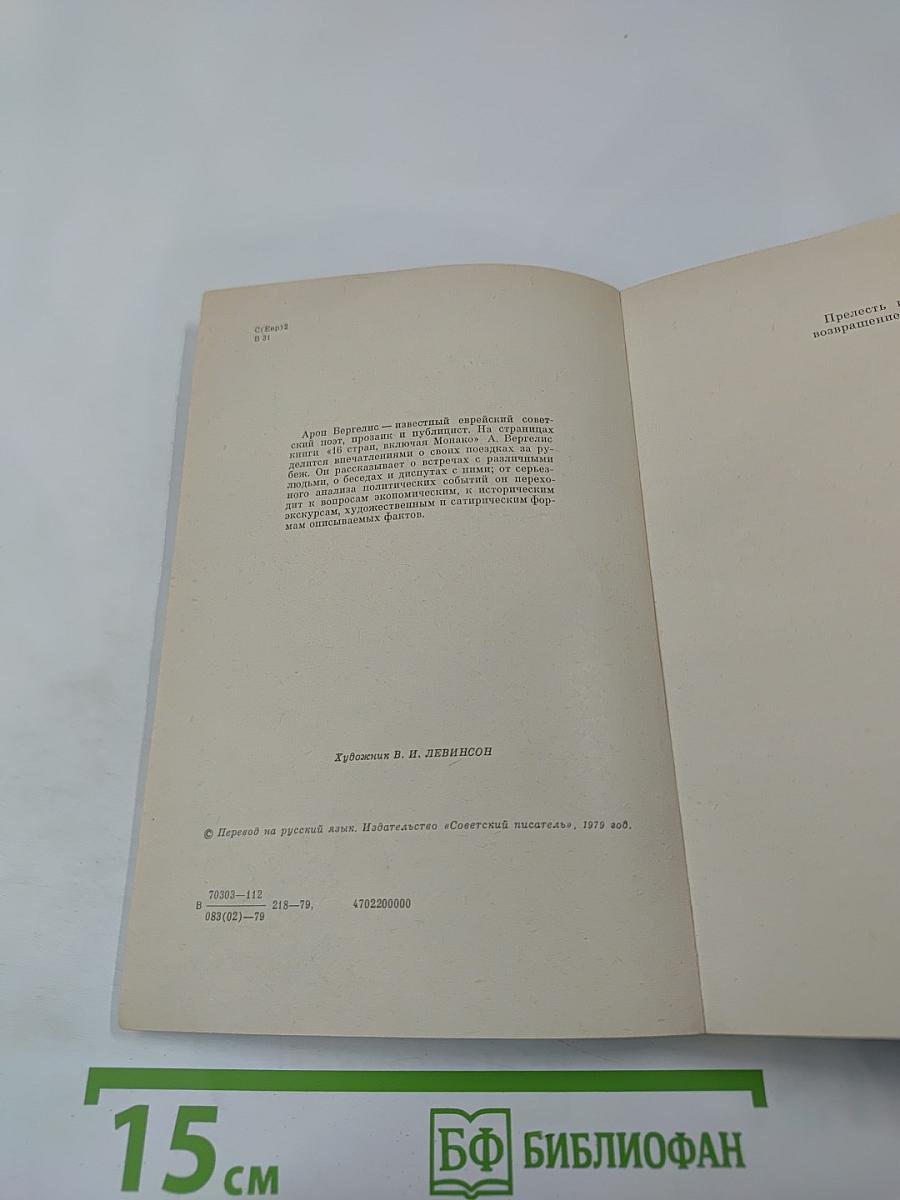 С(Евр)2
В 31
Арон Вергелис — известный еврейский совет-
ский поэт, прозаик и публицист. На страницах
книги «16 стран, включая Монако» А. Вергелис
делится впечатлениями о своих поездках за ру-
беж. Он рассказывает о встречах с различными
людьми, о беседах и диспутах с ними; от серьез-
ного анализа политических событий он перехо-
дит к вопросам экономическим, к историческим
экскурсам, художественным и сатирическим фор-
мам описываемых фактов.
Художник В. И. ЛЕВИНСОН
© Перевод на русский язык. Издательство «Советский писатель», 1979 год.
70303—112
В 218—79. 4702200000
083(02)—79
Прелесть
возвращение
15 см
БФ БИБЛИОФАН